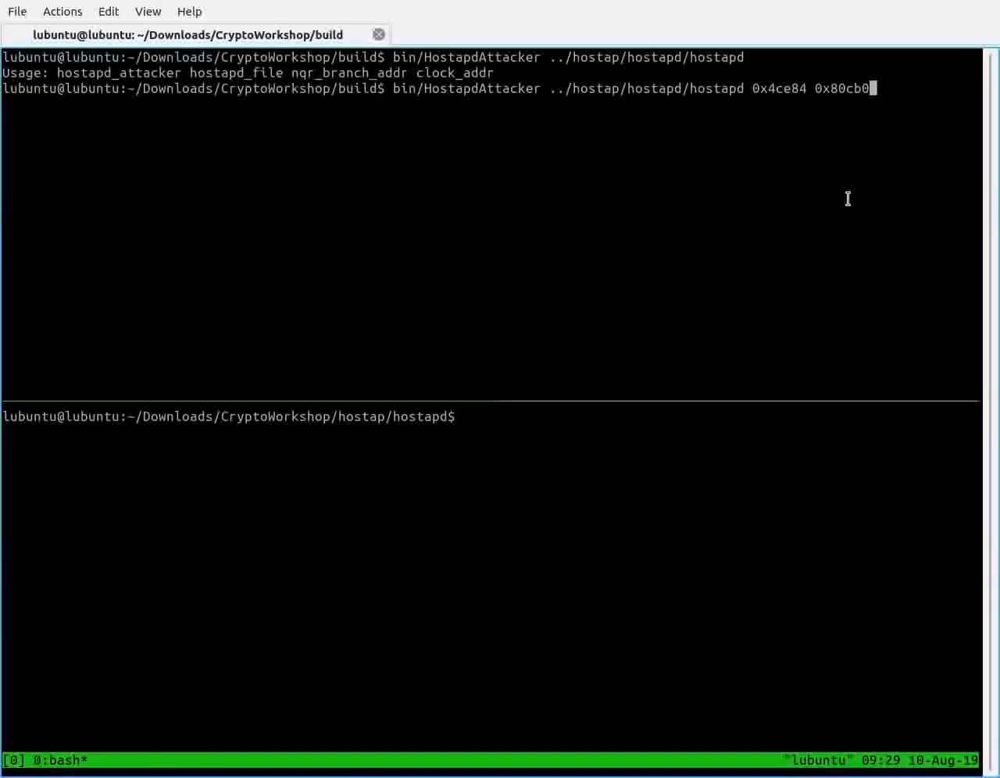 File Actions Edit View Help
lubuntu@lubuntu: ~/Downloads/CryptoWorkshop/build
lubuntu@lubuntu:~/Downloads/CryptoWorkshop/build$ bin/HostapdAttacker ../hostap/hostapd/hostapd
Usage: hostapd_attacker hostapd_file nqr_branch_addr clock_addr
lubuntu@lubuntu:~/Downloads/CryptoWorkshop/build$ bin/HostapdAttacker ../hostap/hostapd/hostapd 0x4ce84 0x80cb0
lubuntu@lubuntu:~/Downloads/CryptoWorkshop/hostap/hostapd$
[0] 0:bash* "lubuntu" 09:29 10-Aug-19